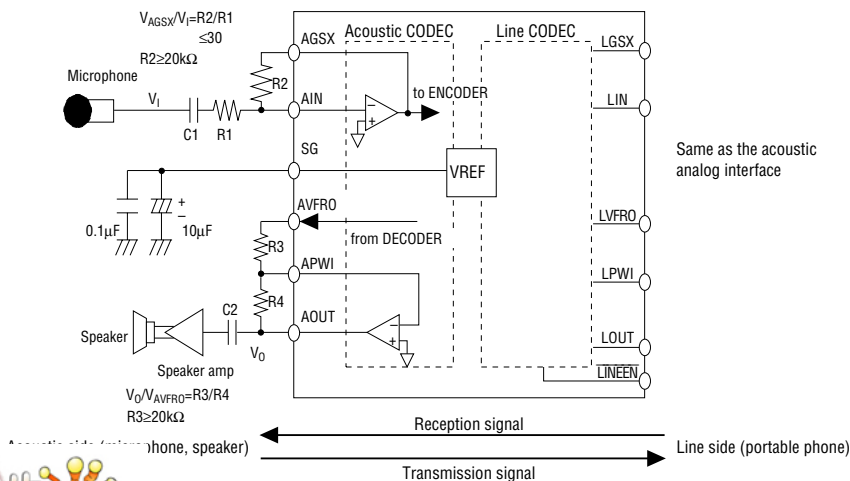 VAGSX/VI=R2/R1
≤30
R2≥20kΩ
Microphone
VI
C1
R1
R2
AGSX
AIN
SG
Acoustic CODEC
Line CODEC
to ENCODER
VREF
LGSX
LIN
Same as the acoustic
analog interface
0.1μF
+
−
10μF
AVFRO
from DECODER
R3
APWI
R4
AOUT
C2
VO
Speaker
Speaker amp
−
+
−
+
LVFRO
LPWI
LOUT
LINEEN
VO/VAVFRO=R3/R4
R3≥20kΩ
Reception signal
speaker)
Line side (portable phone)
Transmission signal